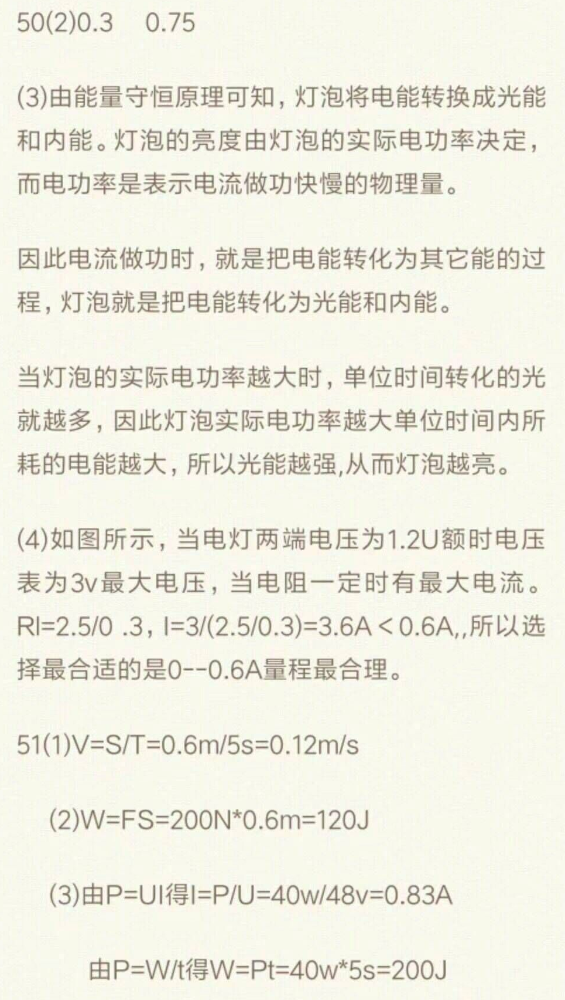 50(2)0.3 0.75
(3)由能量守恒原理可知，灯泡将电能转换成光能
和内能。灯泡的亮度由灯泡的实际电功率决定，
而电功率是表示电流做功快慢的物理量。
因此电流做功时，就是把电能转化为其它能的过
程，灯泡就是把电能转化为光能和内能。
当灯泡的实际电功率越大时，单位时间转化的光
就越多，因此灯泡实际电功率越大单位时间内所
耗的电能越大，所以光能越强,从而灯泡越亮。
(4)如图所示，当电灯两端电压为1.2U额时电压
表为3v最大电压，当电阻一定时有最大电流。
RI=2.5/0 .3，I=3/(2.5/0.3)=3.6A＜0.6A,,所以选
择最合适的是0--0.6A量程最合理。
51(1)V=S/T=0.6m/5s=0.12m/s
(2)W=FS=200N*0.6m=120J
(3)由P=UI得I=P/U=40w/48v=0.83A
由P=W/t得W=Pt=40w*5s=200J